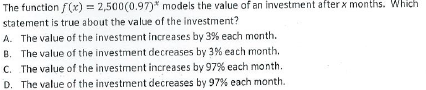 The function f(x) = 2,500(0.97)ˣ models the value of an investment after x months. Which
statement is true about the value of the investment?
A. The value of the investment increases by 3% each month.
B. The value of the investment decreases by 3% each month.
C. The value of the investment increases by 97% each month.
D. The value of the investment decreases by 97% each month.